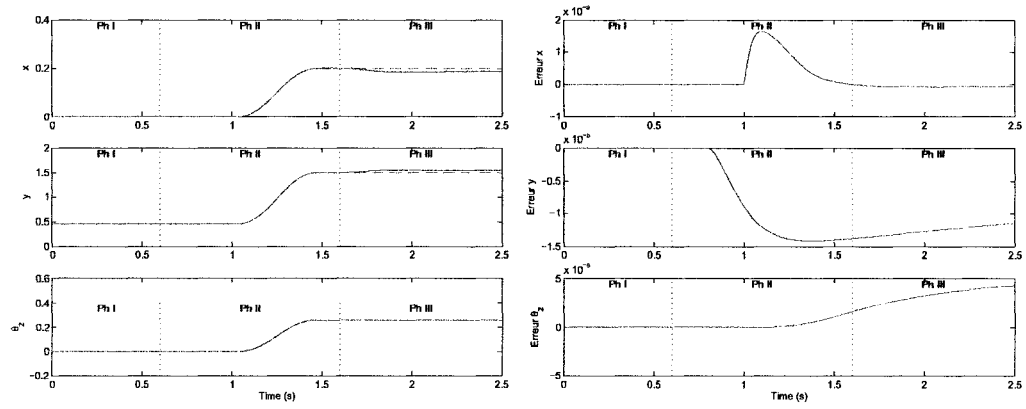 Ph I Ph II Ph III
x
0.4
0.2
0
0 0.5 1 1.5 2 2.5
Ph I Ph II Ph III
y
2
1.5
1
0.5
0
0 0.5 1 1.5 2 2.5
Ph I Ph II Ph III
θz
0.6
0.4
0.2
0
-0.2
0 0.5 1 1.5 2 2.5
Time (s)
Ph I Ph II Ph III
Erreur x
2
1
0
-1
0 0.5 1 1.5 2 2.5
Ph I Ph II Ph III
Erreur y
0
-0.5
-1
-1.5
0 0.5 1 1.5 2 2.5
Ph I Ph II Ph III
Erreur θz
5
0
-5
0 0.5 1 1.5 2 2.5
Time (s)